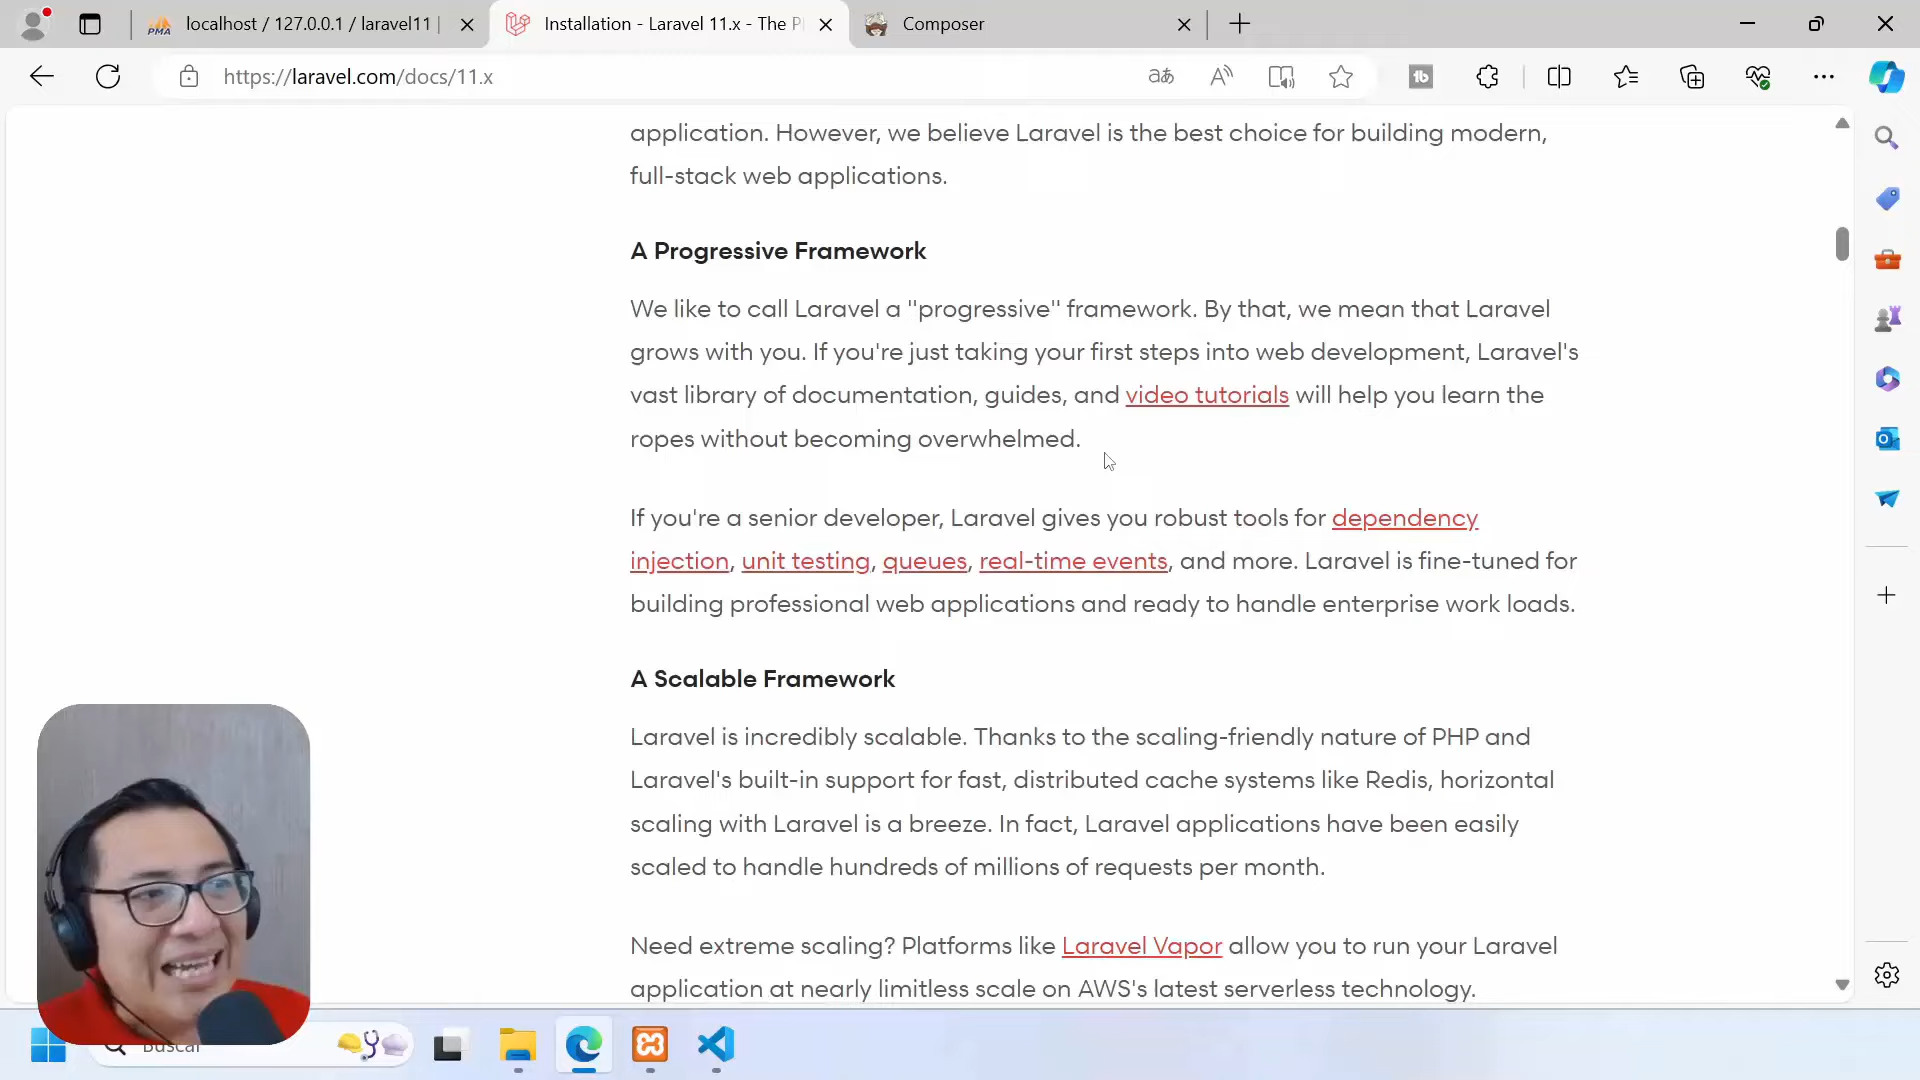 localhost / 127.0.0.1 / laravel11 |
Installation - Laravel 11.x - The P
Composer
https://laravel.com/docs/11.x
application. However, we believe Laravel is the best choice for building modern,
full-stack web applications.
A Progressive Framework
We like to call Laravel a "progressive" framework. By that, we mean that Laravel
grows with you. If you're just taking your first steps into web development, Laravel's
vast library of documentation, guides, and video tutorials will help you learn the
ropes without becoming overwhelmed.
If you're a senior developer, Laravel gives you robust tools for dependency
injection, unit testing, queues, real-time events, and more. Laravel is fine-tuned for
building professional web applications and ready to handle enterprise work loads.
A Scalable Framework
Laravel is incredibly scalable. Thanks to the scaling-friendly nature of PHP and
Laravel's built-in support for fast, distributed cache systems like Redis, horizontal
scaling with Laravel is a breeze. In fact, Laravel applications have been easily
scaled to handle hundreds of millions of requests per month.
Need extreme scaling? Platforms like Laravel Vapor allow you to run your Laravel
application at nearly limitless scale on AWS's latest serverless technology.
Buscar